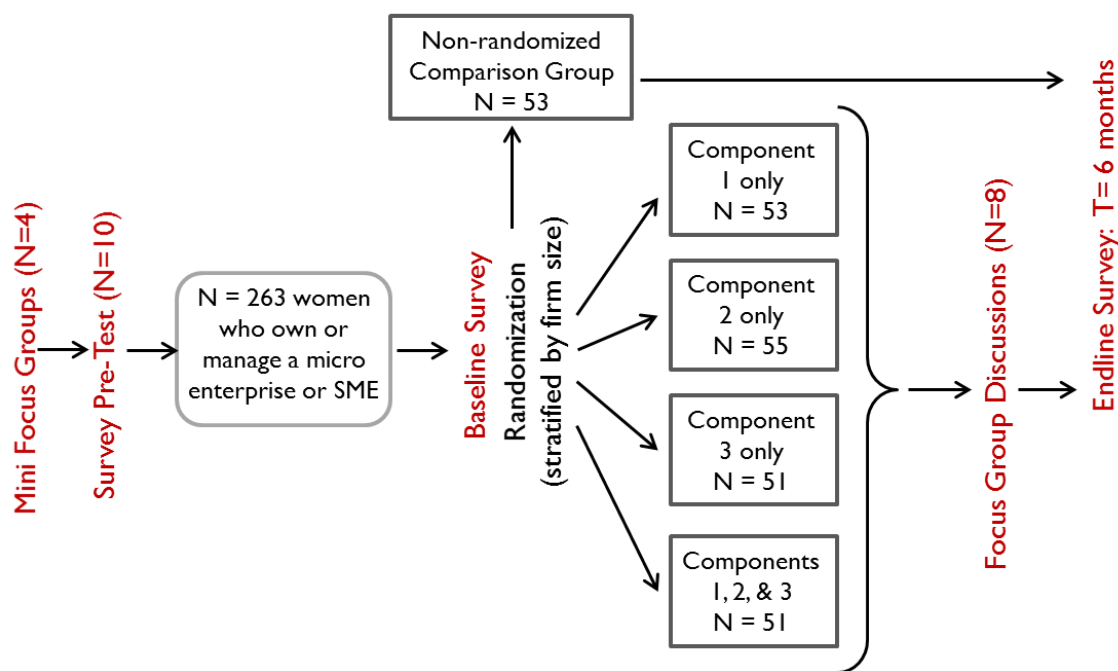 Mini Focus Groups (N=4)
Survey Pre-Test (N=10)
N = 263 women
who own or
manage a micro
enterprise or SME
Baseline Survey
Randomization
(stratified by firm size)
Non-randomized
Comparison Group
N = 53
Component
1 only
N = 53
Component
2 only
N = 55
Component
3 only
N = 51
Components
1, 2, & 3
N = 51
Focus Group Discussions (N=8)
Endline Survey:  T= 6 months